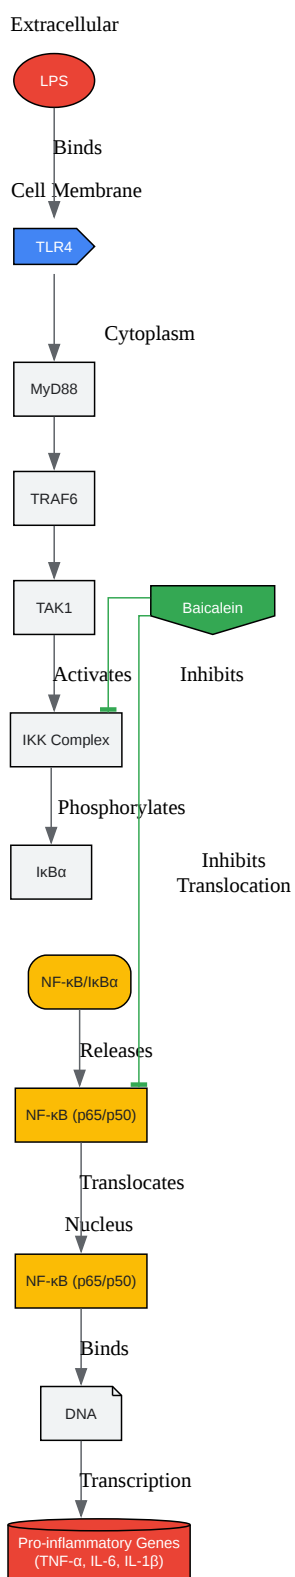 Extracellular
LPS
Binds
Cell Membrane
TLR4
Cytoplasm
MyD88
TRAF6
TAK1
Baicalein
Activates
Inhibits
IKK Complex
Phosphorylates
IκBα
Inhibits
Translocation
NF-κB/IκBα
Releases
NF-κB (p65/p50)
Translocates
Nucleus
NF-κB (p65/p50)
Binds
DNA
Transcription
Pro-inflammatory Genes
(TNF-α, IL-6, IL-1β)